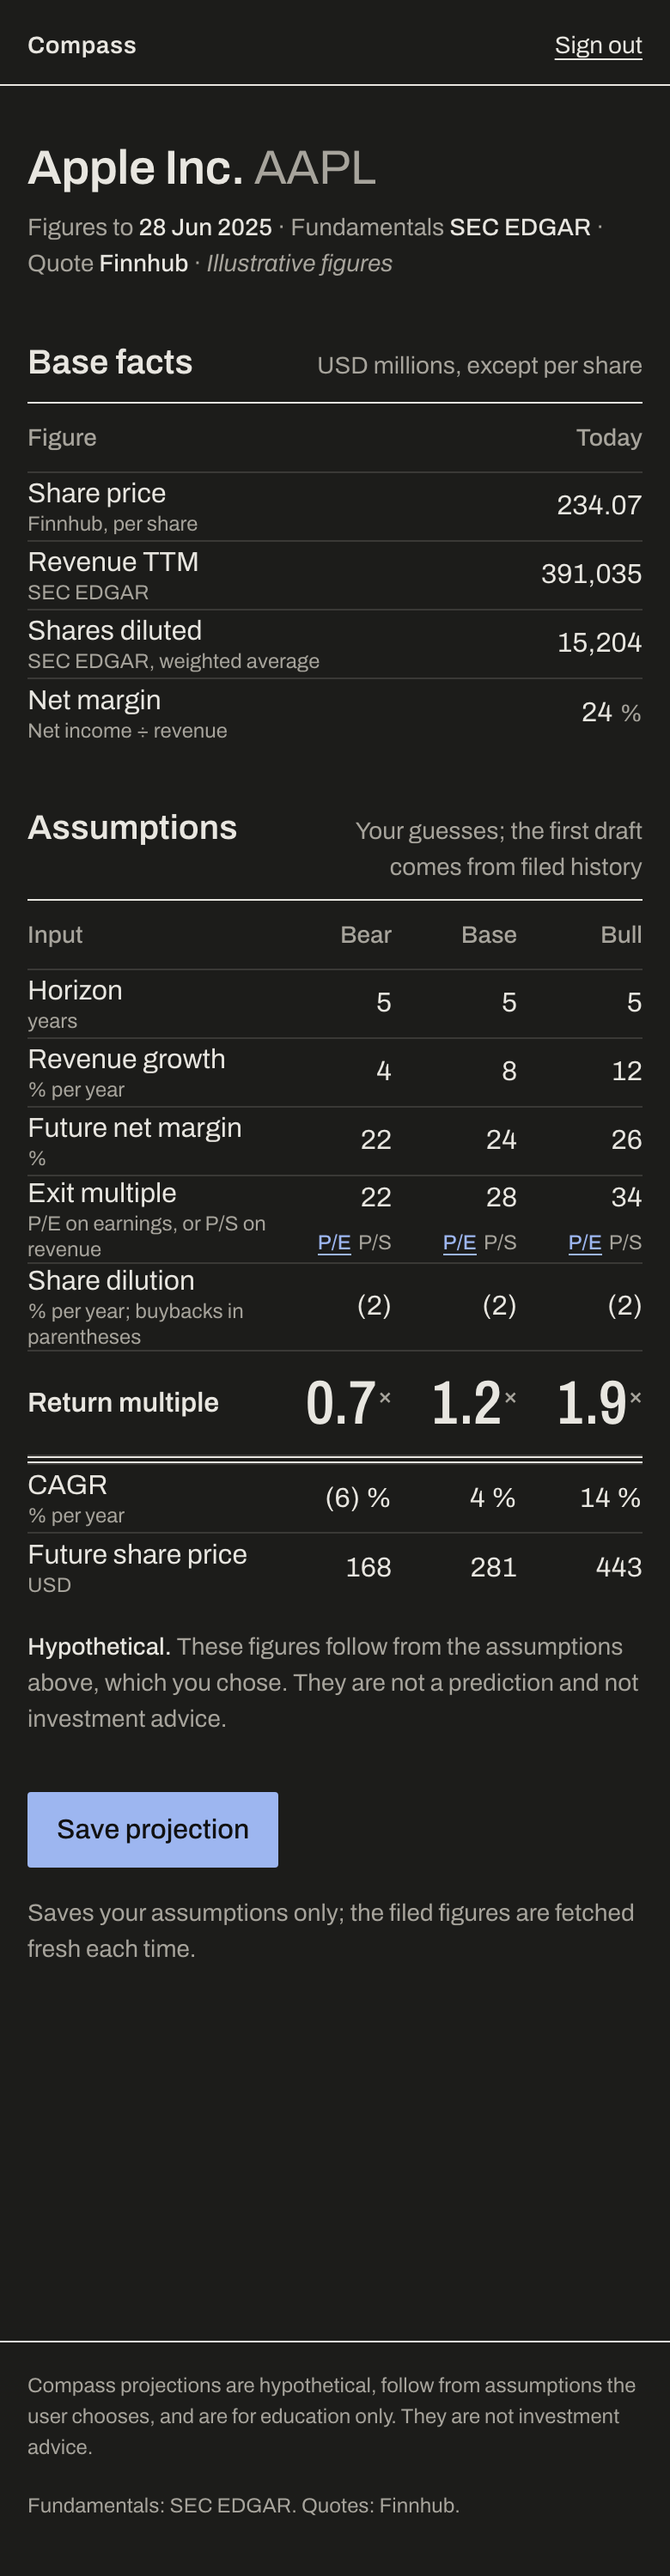 Compass Sign out
Apple Inc. AAPL
Figures to 28 Jun 2025 · Fundamentals SEC EDGAR ·
Quote Finnhub · Illustrative figures
Base facts USD millions, except per share
Figure Today
Share price 234.07
Finnhub, per share
Revenue TTM 391,035
SEC EDGAR
Shares diluted 15,204
SEC EDGAR, weighted average
Net margin 24 %
Net income ÷ revenue
Assumptions Your guesses; the first draft
comes from filed history
Input Bear Base Bull
Horizon 5 5 5
years
Revenue growth 4 8 12
% per year
Future net margin 22 24 26
%
Exit multiple 22 28 34
P/E on earnings, or P/S on
revenue P/E P/S P/E P/S P/E P/S
Share dilution (2) (2) (2)
% per year; buybacks in
parentheses
Return multiple 0.7× 1.2× 1.9×
CAGR (6) % 4 % 14 %
% per year
Future share price 168 281 443
USD
Hypothetical. These figures follow from the assumptions
above, which you chose. They are not a prediction and not
investment advice.
Save projection
Saves your assumptions only; the filed figures are fetched
fresh each time.
Compass projections are hypothetical, follow from assumptions the
user chooses, and are for education only. They are not investment
advice.
Fundamentals: SEC EDGAR. Quotes: Finnhub.